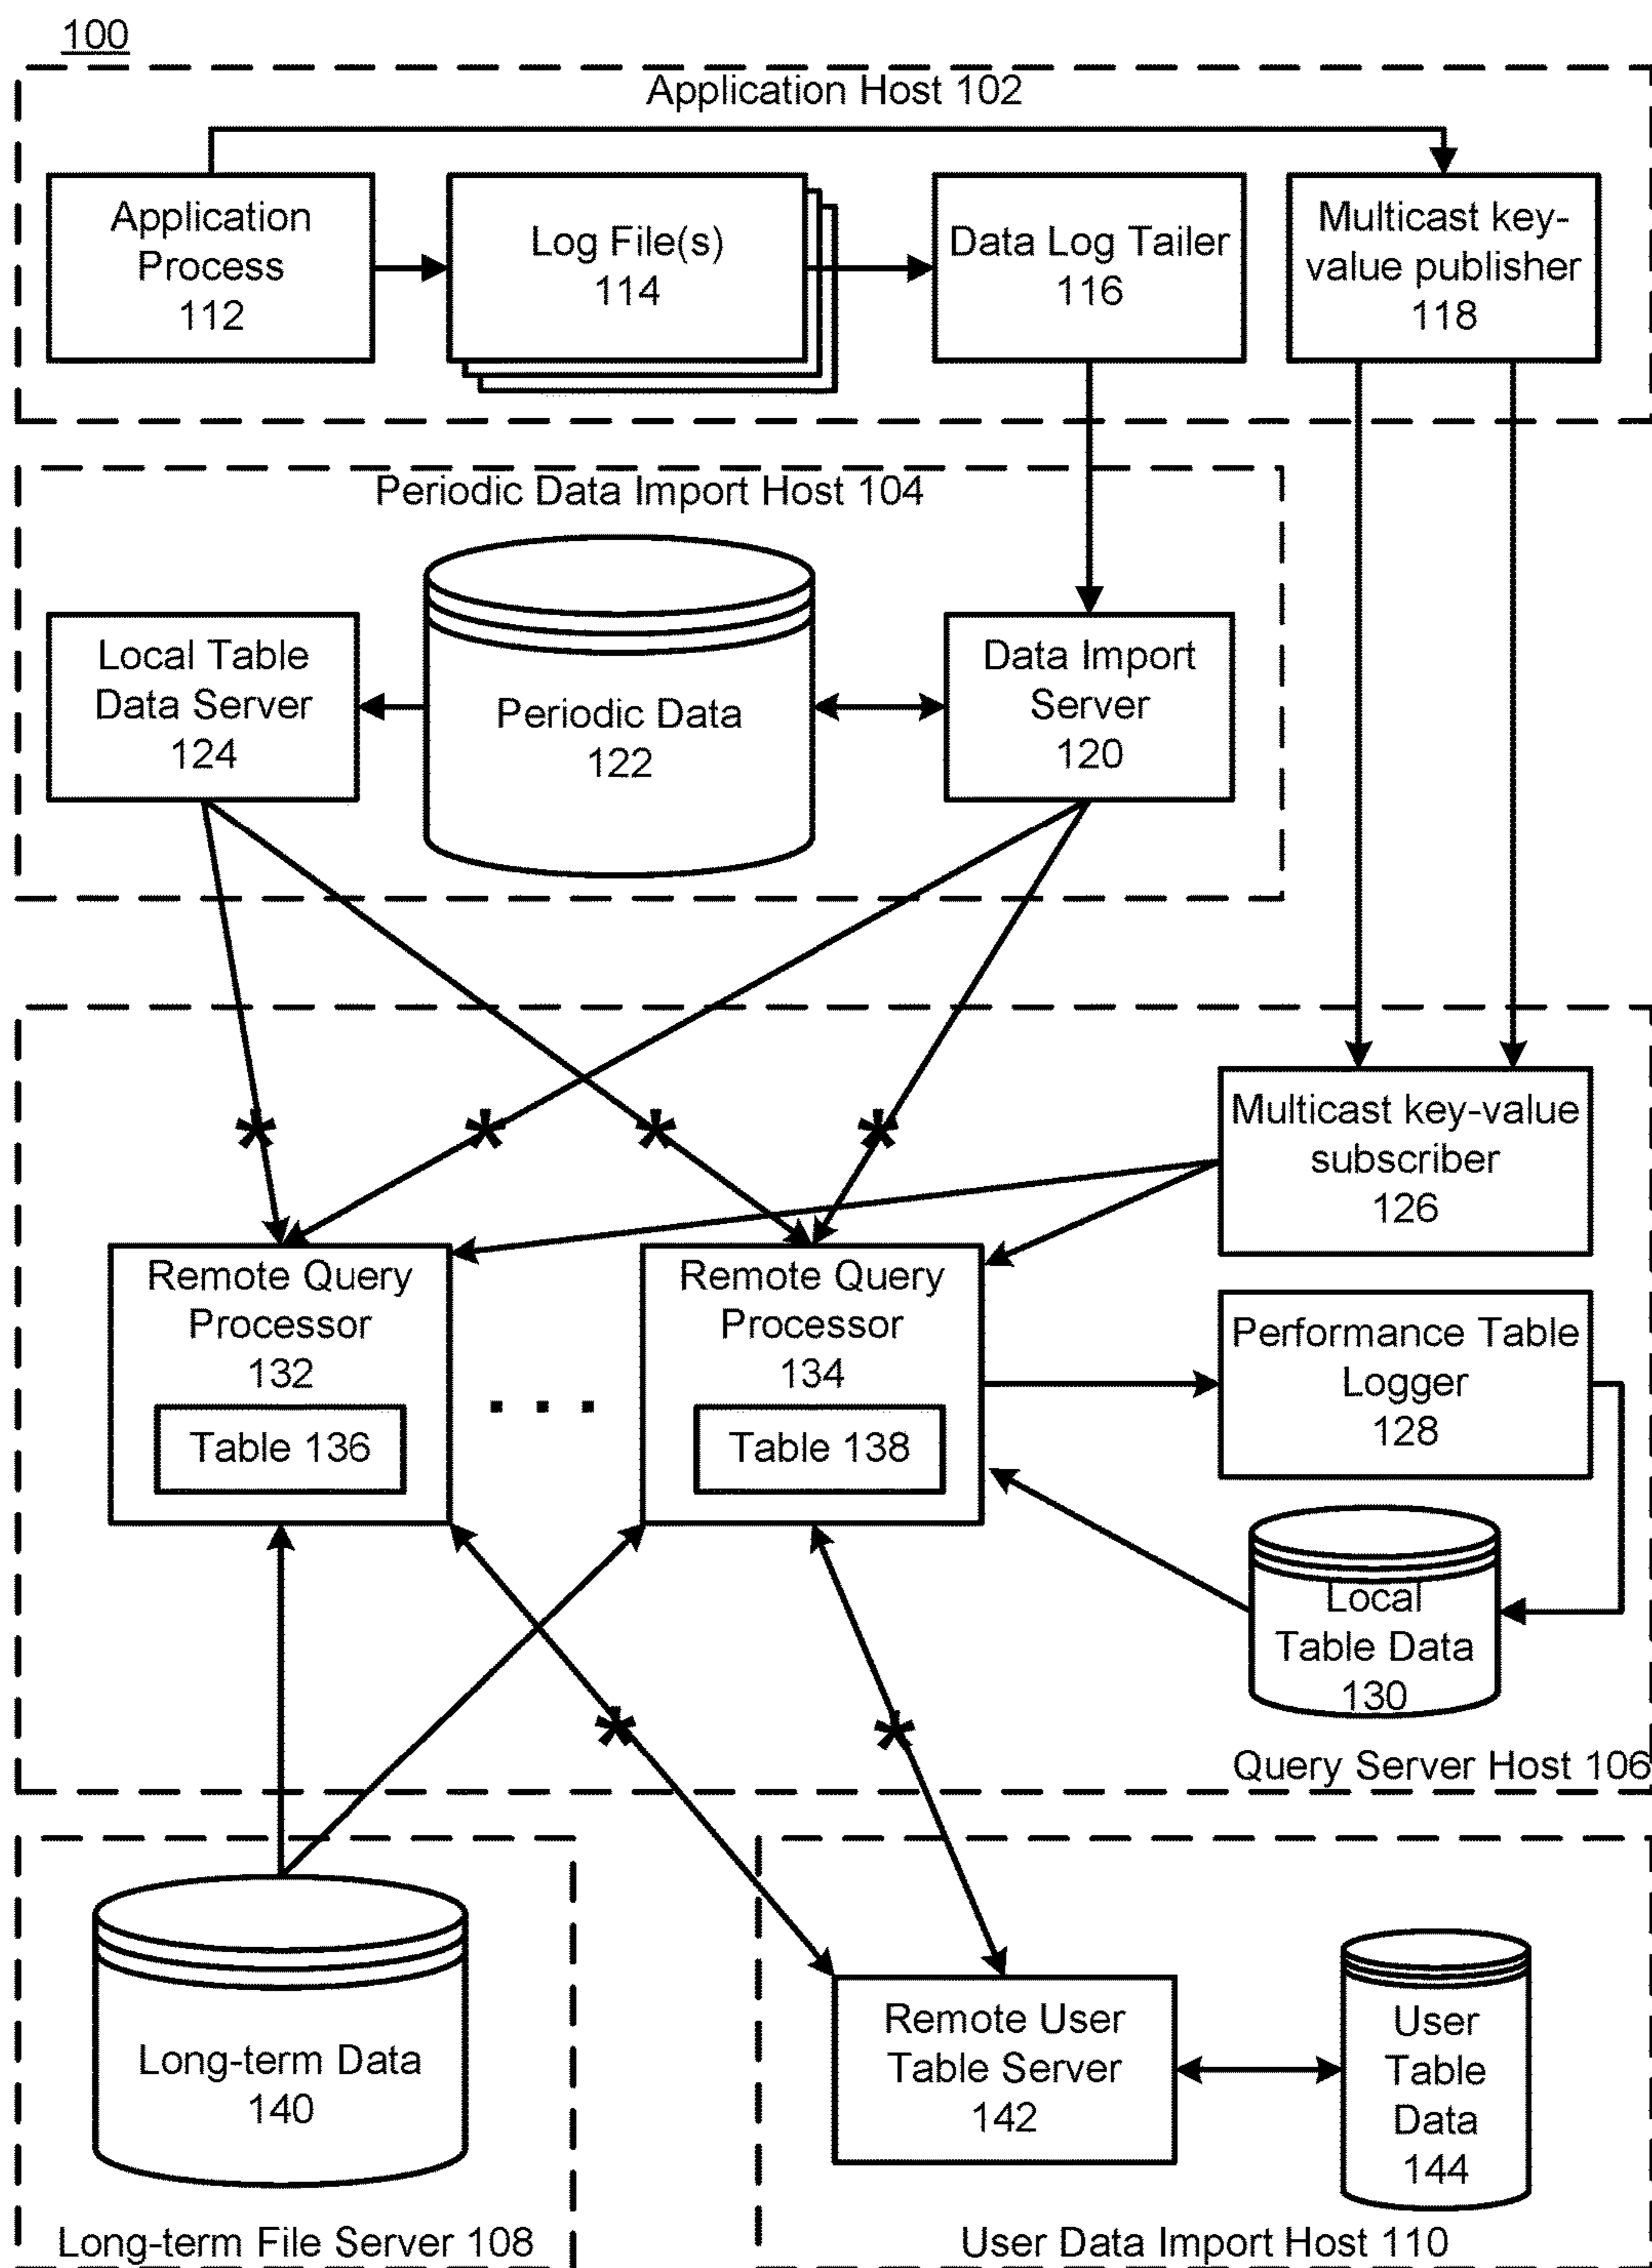 100
Application Host 102
Application
Process
112
Log File(s)
114
Data Log Tailer
116
Multicast key-
value publisher
118
Periodic Data Import Host 104
Local Table
Data Server
124
Periodic Data
122
Data Import
Server
120
*
*
*
*
Multicast key-value
subscriber
126
Remote Query
Processor
132
Table 136
. . .
Remote Query
Processor
134
Table 138
Performance Table
Logger
128
Local
Table Data
130
*
*
Query Server Host 106
Long-term Data
140
Long-term File Server 108
Remote User
Table Server
142
User
Table
Data
144
User Data Import Host 110